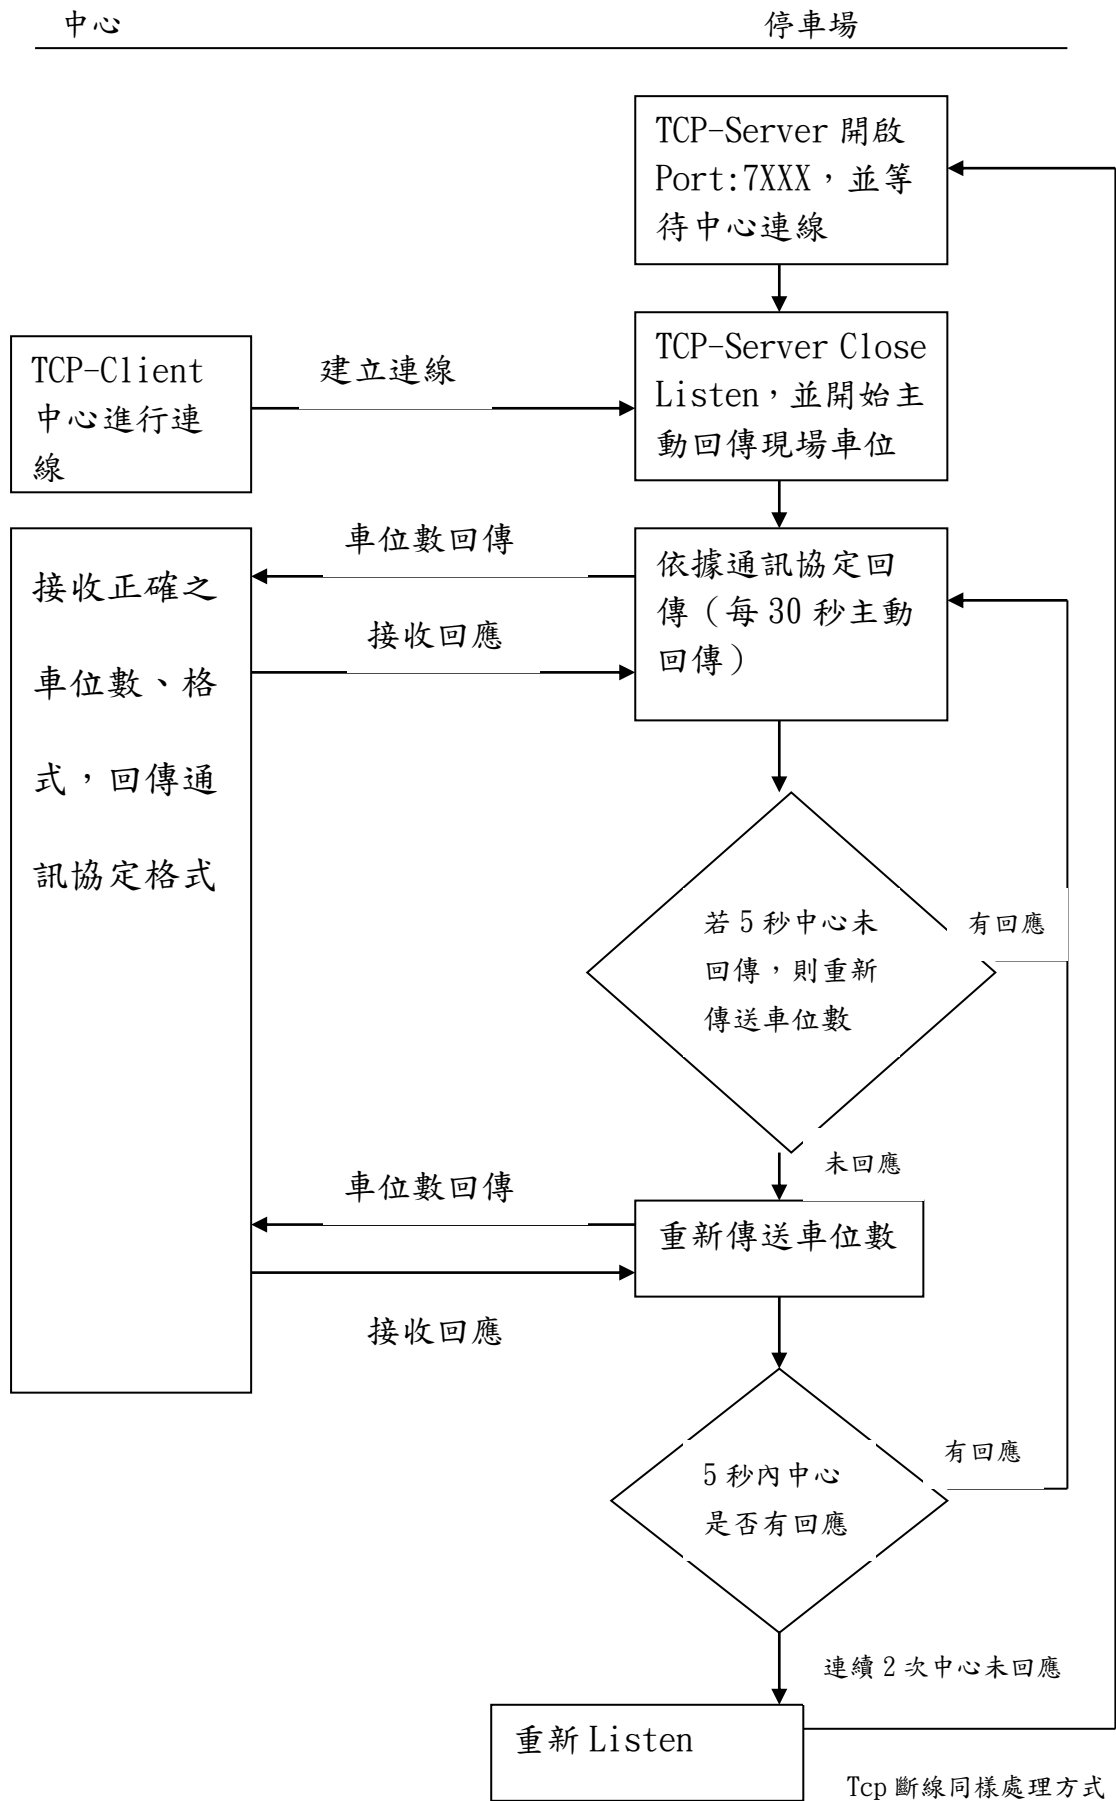 中心
停車場
TCP-Server 開啟
Port:7XXX，並等
待中心連線
TCP-Client
中心進行連
線
建立連線
TCP-Server Close
Listen，並開始主
動回傳現場車位
接收正確之
車位數、格
式，回傳通
訊協定格式
車位數回傳
接收回應
依據通訊協定回
傳（每 30 秒主動
回傳）
若 5 秒中心未
回傳，則重新
傳送車位數
有回應
未回應
車位數回傳
重新傳送車位數
接收回應
5 秒內中心
是否有回應
有回應
連續 2 次中心未回應
重新 Listen
Tcp 斷線同樣處理方式